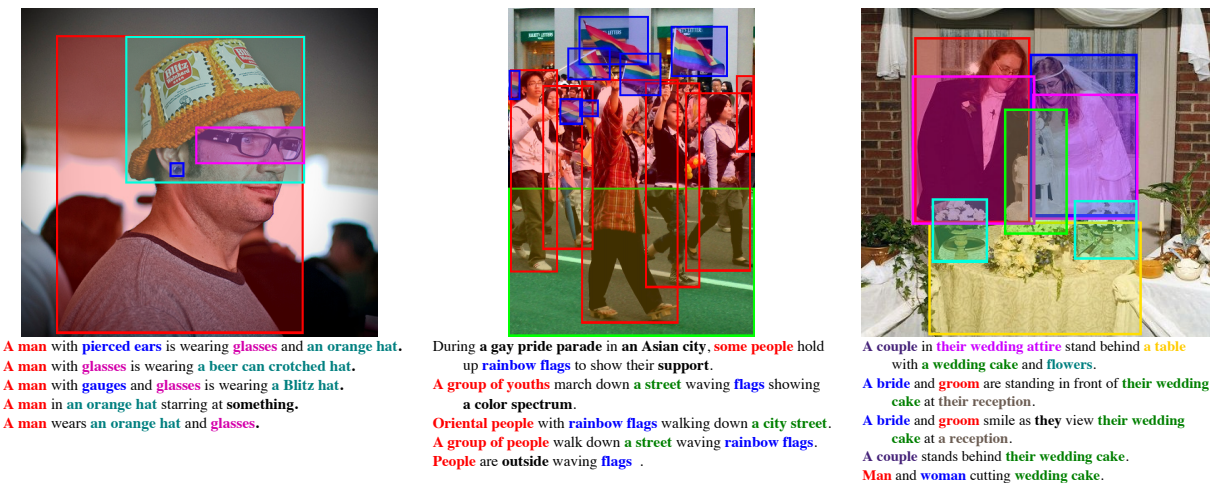 Blitz
Blitz
A man with pierced ears is wearing glasses and an orange hat.
A man with glasses is wearing a beer can crotched hat.
A man with gauges and glasses is wearing a Blitz hat.
A man in an orange hat starring at something.
A man wears an orange hat and glasses.
During a gay pride parade in an Asian city, some people hold
up rainbow flags to show their support.
A group of youths march down a street waving flags showing
a color spectrum.
Oriental people with rainbow flags walking down a city street.
A group of people walk down a street waving rainbow flags.
People are outside waving flags .
A couple in their wedding attire stand behind a table
with a wedding cake and flowers.
A bride and groom are standing in front of their wedding
cake at their reception.
A bride and groom smile as they view their wedding
cake at a reception.
A couple stands behind their wedding cake.
Man and woman cutting wedding cake.